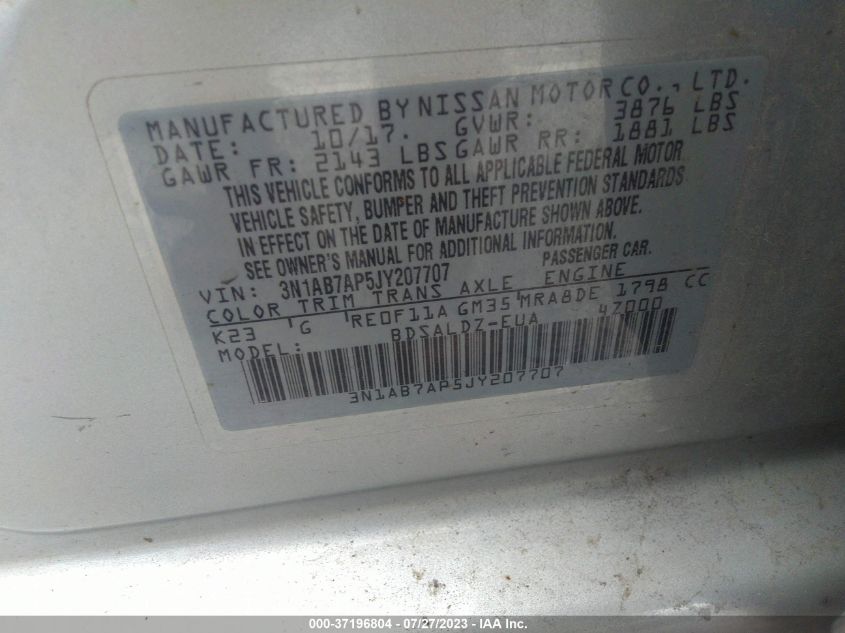 MANUFACTURED BY NISSAN MOTOR CO., LTD.
DATE: 10/17. GVWR: 3876 LBS
GAWR FR: 2143 LBS GAWR RR: 1881 LBS
THIS VEHICLE CONFORMS TO ALL APPLICABLE FEDERAL MOTOR
VEHICLE SAFETY, BUMPER AND THEFT PREVENTION STANDARDS
IN EFFECT ON THE DATE OF MANUFACTURE SHOWN ABOVE.
SEE OWNER'S MANUAL FOR ADDITIONAL INFORMATION.
VIN: 3N1AB7AP5JY207707 PASSENGER CAR.
COLOR TRIM TRANS AXLE ENGINE
K23 G RE0F11A GM35 MRA8DE 1798 CC
MODEL: BDSALDZ-EUA 4Z000
3N1AB7AP5JY207707
000-37196804 - 07/27/2023 - IAAI.com